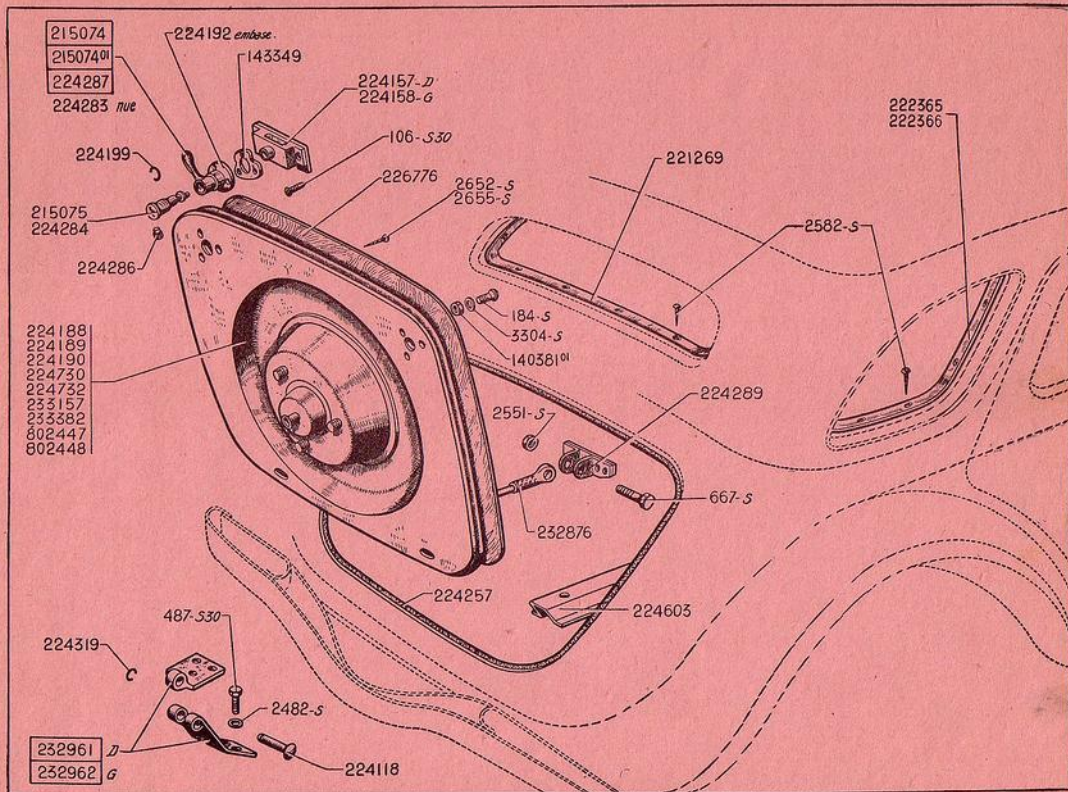 215074
215074⁰¹
224287
224283 nue
224192 embase.
143349
224157-D
224158-G
106-S30
224199
226776
2652-S
2655-S
221269
222365
222366
2582-S
215075
224284
224286
184-S
3304-S
140381⁰¹
224188
224189
224190
224730
224732
233157
233382
802447
802448
2551-S
224289
667-S
232876
224257
224603
487-S30
224319
2482-S
232961 D
232962 G
224118